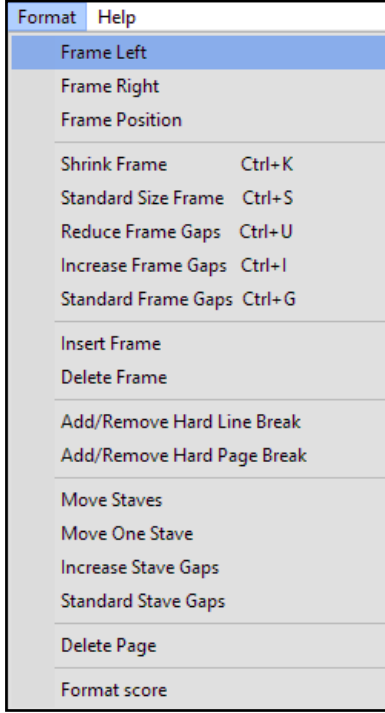 Format Help
Frame Left
Frame Right
Frame Position
Shrink Frame Ctrl+K
Standard Size Frame Ctrl+S
Reduce Frame Gaps Ctrl+U
Increase Frame Gaps Ctrl+I
Standard Frame Gaps Ctrl+G
Insert Frame
Delete Frame
Add/Remove Hard Line Break
Add/Remove Hard Page Break
Move Staves
Move One Stave
Increase Stave Gaps
Standard Stave Gaps
Delete Page
Format score